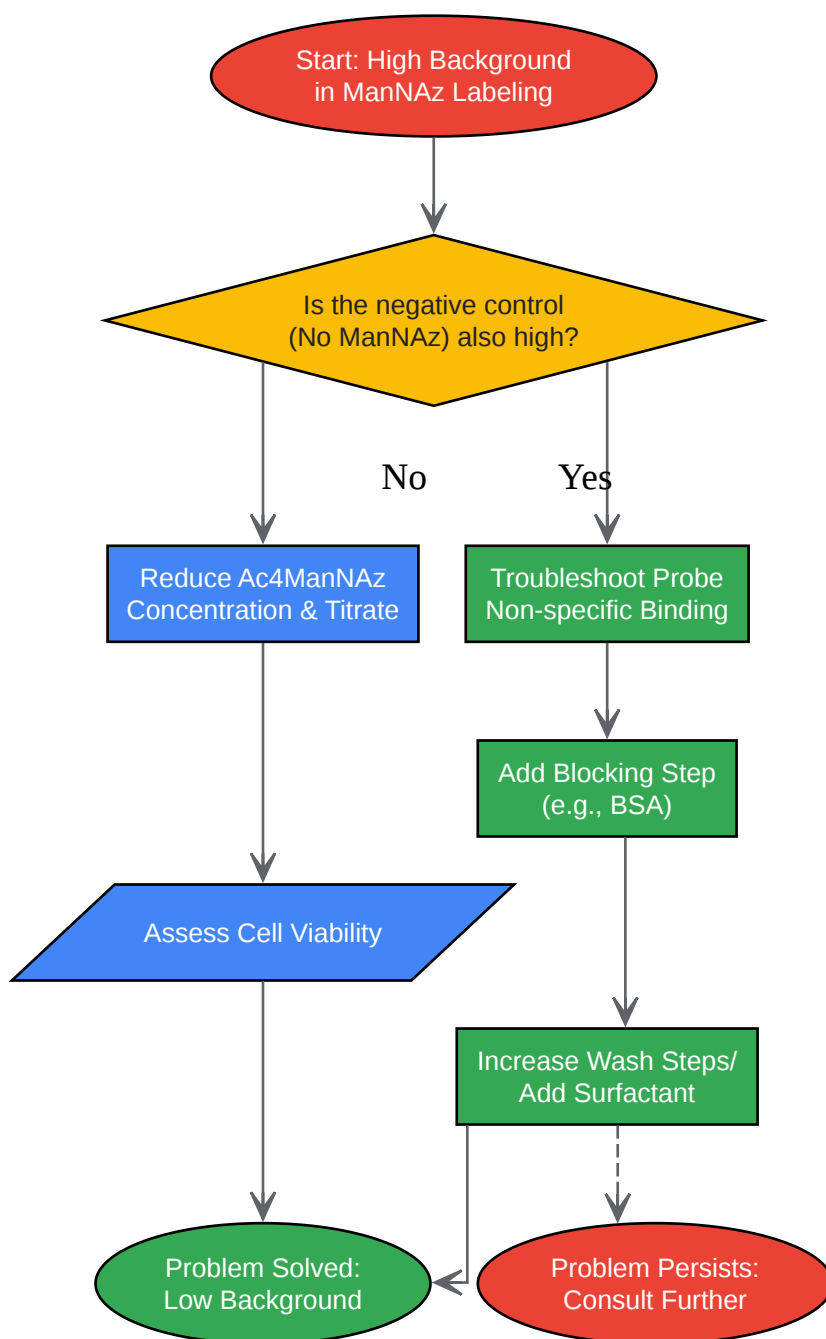 Start: High Background
in ManNAz Labeling
Is the negative control
(No ManNAz) also high?
No
Yes
Reduce Ac4ManNAz
Concentration & Titrate
Troubleshoot Probe
Non-specific Binding
Add Blocking Step
(e.g., BSA)
Assess Cell Viability
Increase Wash Steps/
Add Surfactant
Problem Solved:
Low Background
Problem Persists:
Consult Further